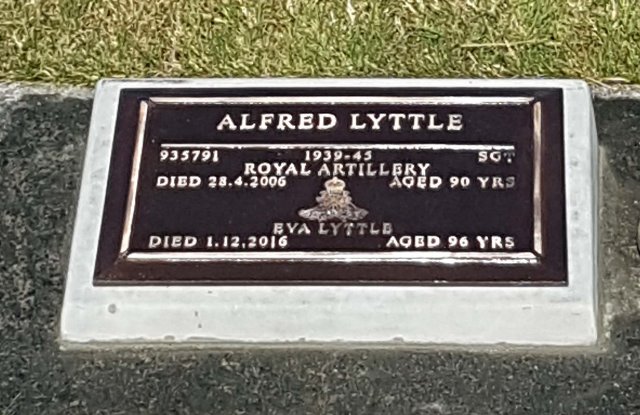 ALFRED LYTTLE
935791 1939-45 SGT
ROYAL ARTILLERY
DIED 28.4.2006 AGED 90 YRS
EVA LYTTLE
DIED 1.12.2016 AGED 96 YRS